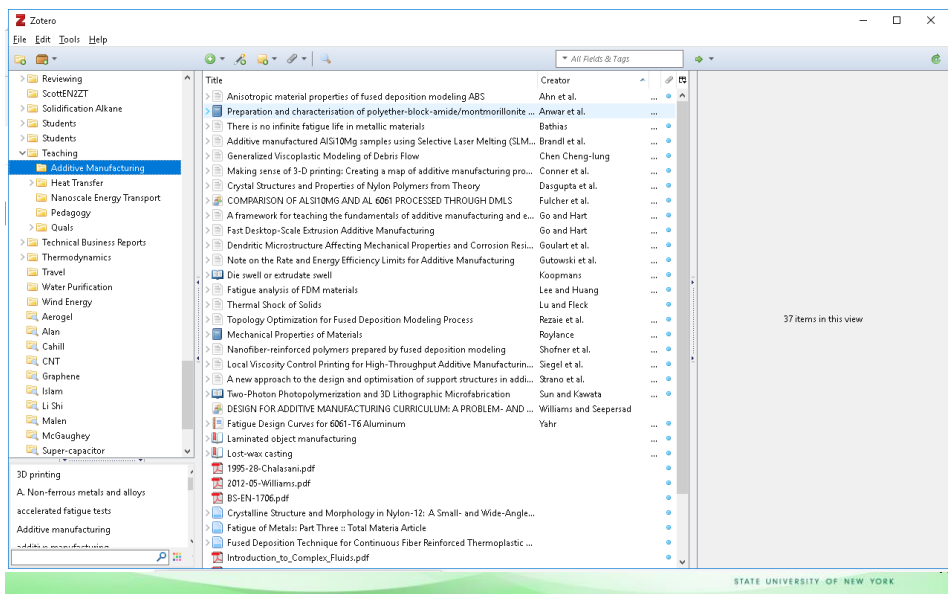 Zotero
File Edit Tools Help
All Fields & Tags
Reviewing
ScottEN2ZT
Solidification Alkane
Students
Students
Teaching
Additive Manufacturing
Heat Transfer
Nanoscale Energy Transport
Pedagogy
Quals
Technical Business Reports
Thermodynamics
Travel
Water Purification
Wind Energy
Aerogel
Alan
Cahill
CNT
Graphene
Islam
Li Shi
Malen
McGaughey
Super-capacitor
3D printing
A. Non-ferrous metals and alloys
accelerated fatigue tests
Additive manufacturing
additive manufacturing
Title Creator
Anisotropic material properties of fused deposition modeling ABS Ahn et al. ...
Preparation and characterisation of polyether-block-amide/montmorillonite ... Anwar et al. ...
There is no infinite fatigue life in metallic materials Bathias ...
Additive manufactured AlSi10Mg samples using Selective Laser Melting (SLM... Brandl et al. ...
Generalized Viscoplastic Modeling of Debris Flow Chen Cheng-lung ...
Making sense of 3-D printing: Creating a map of additive manufacturing pro... Conner et al. ...
Crystal Structures and Properties of Nylon Polymers from Theory Dasgupta et al. ...
COMPARISON OF ALSI10MG AND AL 6061 PROCESSED THROUGH DMLS Fulcher et al. ...
A framework for teaching the fundamentals of additive manufacturing and e... Go and Hart ...
Fast Desktop-Scale Extrusion Additive Manufacturing Go and Hart ...
Dendritic Microstructure Affecting Mechanical Properties and Corrosion Resi... Goulart et al. ...
Note on the Rate and Energy Efficiency Limits for Additive Manufacturing Gutowski et al. ...
Die swell or extrudate swell Koopmans ...
Fatigue analysis of FDM materials Lee and Huang ...
Thermal Shock of Solids Lu and Fleck ...
Topology Optimization for Fused Deposition Modeling Process Rezaie et al. ...
Mechanical Properties of Materials Roylance ...
Nanofiber-reinforced polymers prepared by fused deposition modeling Shofner et al. ...
Local Viscosity Control Printing for High-Throughput Additive Manufacturin... Siegel et al. ...
A new approach to the design and optimisation of support structures in addi... Strano et al. ...
Two-Photon Photopolymerization and 3D Lithographic Microfabrication Sun and Kawata ...
DESIGN FOR ADDITIVE MANUFACTURING CURRICULUM: A PROBLEM- AND ... Williams and Seepersad
Fatigue Design Curves for 6061-T6 Aluminum Yahr ...
Laminated object manufacturing ...
Lost-wax casting ...
1995-28-Chalasani.pdf
2012-05-Williams.pdf
BS-EN-1706.pdf
Crystalline Structure and Morphology in Nylon-12: A Small- and Wide-Angle...
Fatigue of Metals: Part Three :: Total Materia Article
Fused Deposition Technique for Continuous Fiber Reinforced Thermoplastic ...
Introduction_to_Complex_Fluids.pdf
37 items in this view
STATE UNIVERSITY OF NEW YORK